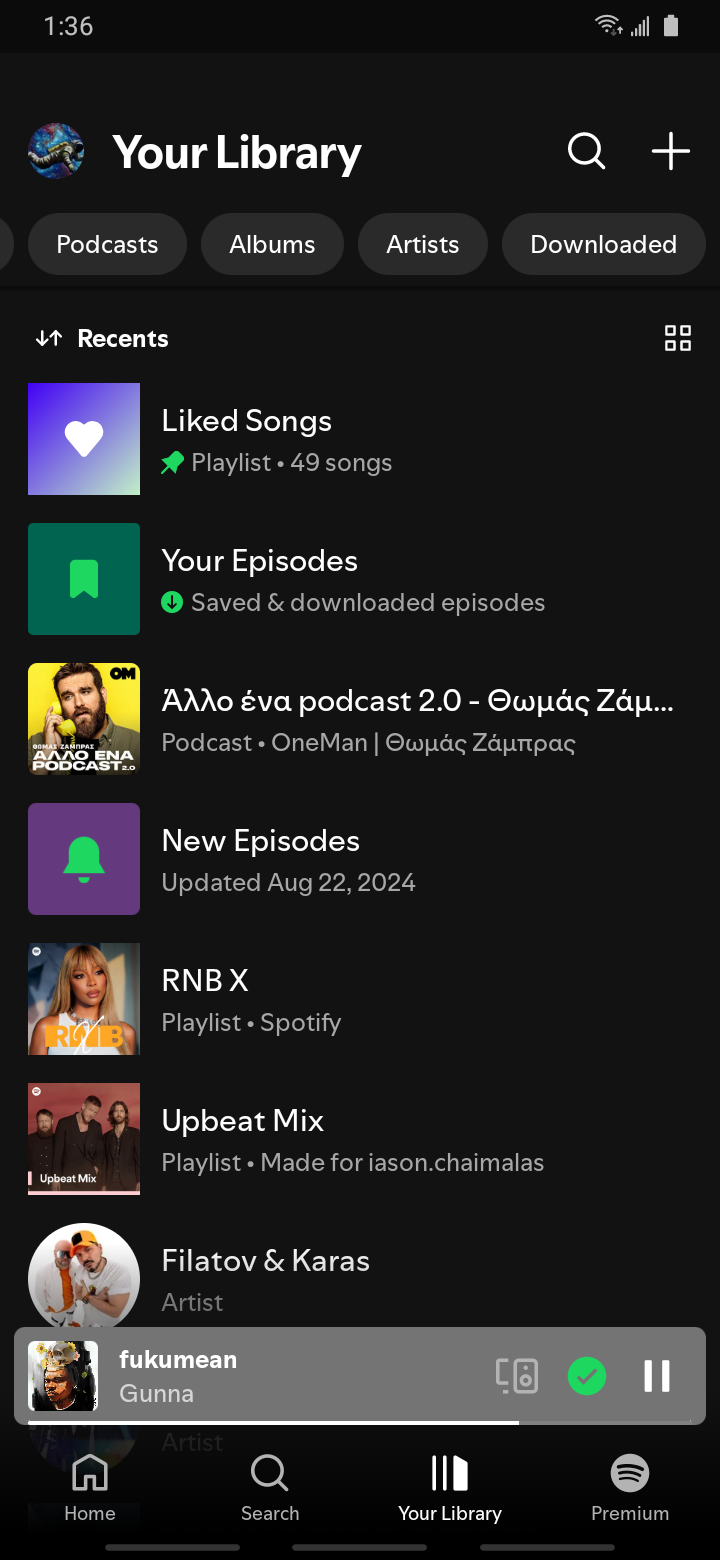 1:36
Your Library
Podcasts
Albums
Artists
Downloaded
Recents
Liked Songs
Playlist • 49 songs
Your Episodes
Saved & downloaded episodes
OM
ΘΩΜΑΣ ΖΑΜΠΡΑΣ
ΑΛΛΟ ΕΝΑ
PODCAST 2.0
Άλλο ένα podcast 2.0 - Θωμάς Ζάμ...
Podcast • OneMan | Θωμάς Ζάμπρας
New Episodes
Updated Aug 22, 2024
RNB X
RNB X
Playlist • Spotify
Upbeat Mix
Upbeat Mix
Playlist • Made for iason.chaimalas
Filatov & Karas
Artist
fukumean
Gunna
Artist
Home
Search
Your Library
Premium